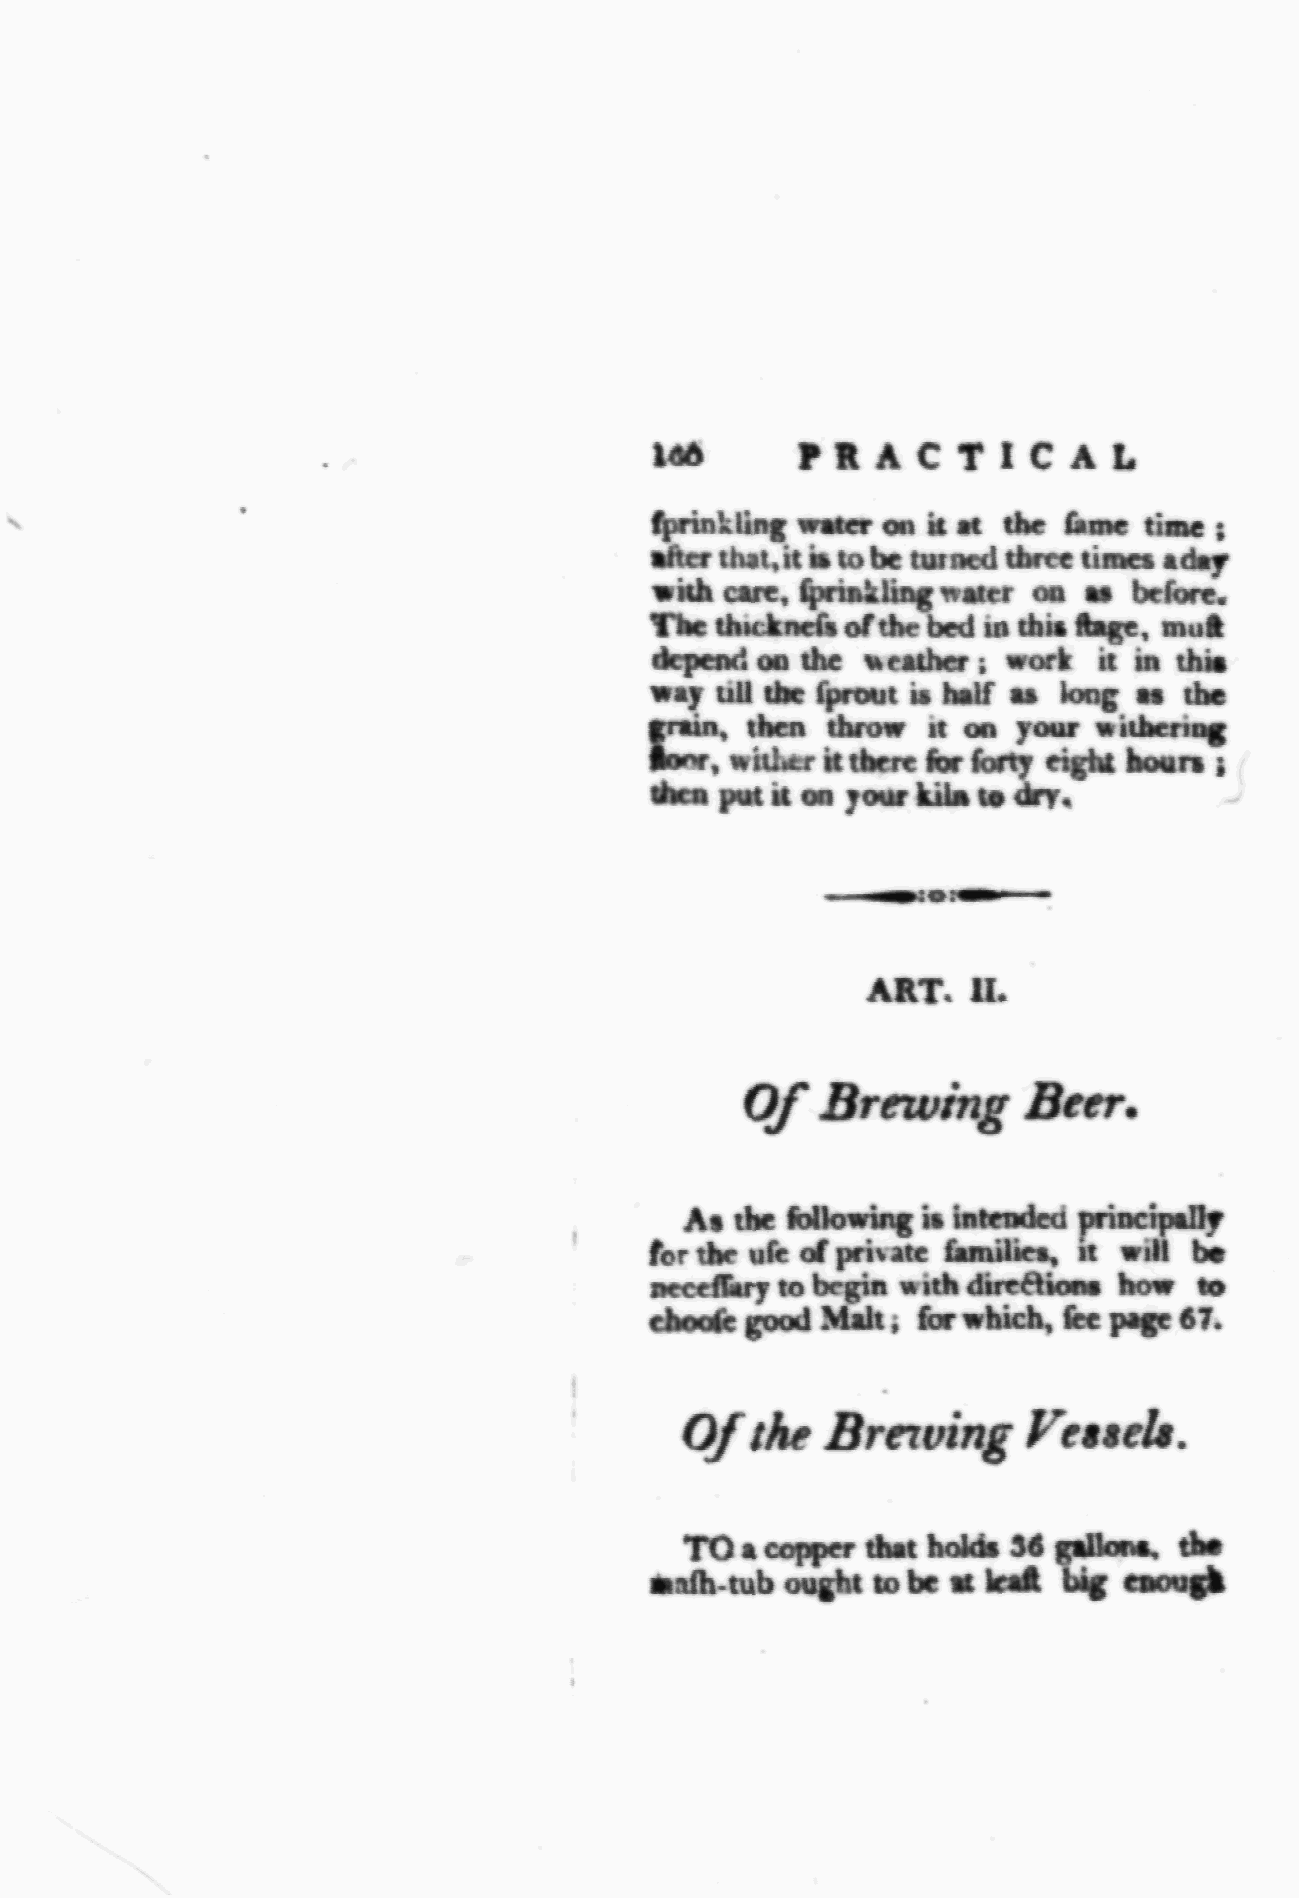 166 PRACTICAL
ſprinkling water on it at the ſame time ;
after that, it is to be turned three times a day
with care, ſprinkling water on as before.
The thickneſs of the bed in this ſtage, muſt
depend on the weather ; work it in this
way till the ſprout is half as long as the
grain, then throw it on your withering
floor, wither it there for forty eight hours ;
then put it on your kiln to dry.
ART. II.
Of Brewing Beer.
As the following is intended principally
for the uſe of private families, it will be
neceſſary to begin with directions how to
chooſe good Malt ; for which, ſee page 67.
Of the Brewing Vessels.
TO a copper that holds 36 gallons, the
maſh-tub ought to be at leaſt big enough